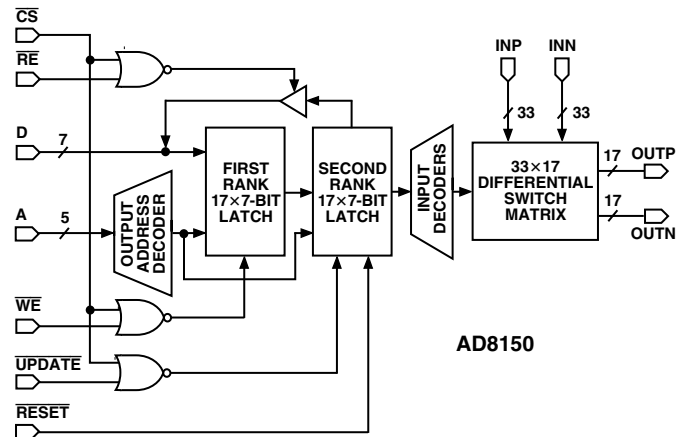 CS
RE
D
7
A
5
OUTPUT
ADDRESS
DECODER
WE
UPDATE
RESET
FIRST
RANK
17×7-BIT
LATCH
SECOND
RANK
17×7-BIT
LATCH
INPUT
DECODERS
INP
INN
33
33
33×17
DIFFERENTIAL
SWITCH
MATRIX
17
OUTP
17
OUTN
AD8150